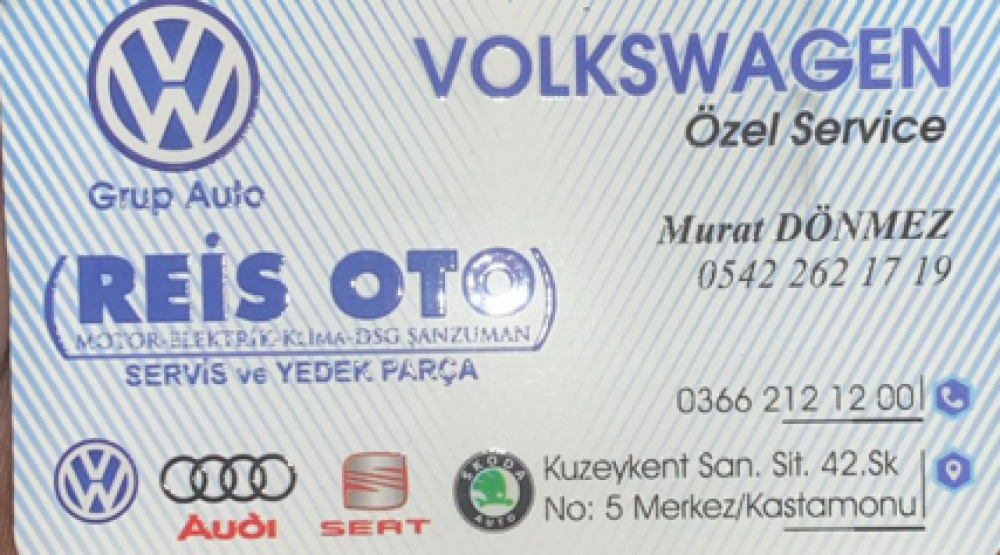 VOLKSWAGEN
Özel Service
Grup Auto
Murat DÖNMEZ
0542 262 17 19
REİS OTO
MOTOR-ELEKTRİK-KLİMA-DSG ŞANZUMAN
SERVİS ve YEDEK PARÇA
0366 212 12 00
Kuzeykent San. Sit. 42.Sk
No: 5 Merkez/Kastamonu
Audi
SEAT
SKODA
AUTO